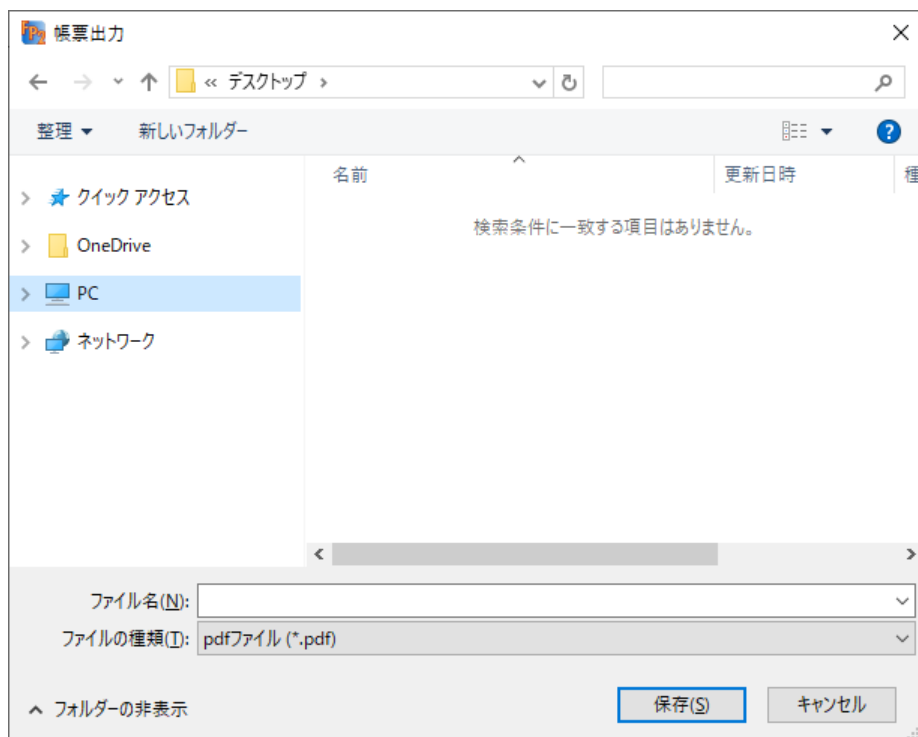 帳票出力
« デスクトップ ›
整理 新しいフォルダー
名前 更新日時 種
クイック アクセス
検索条件に一致する項目はありません。
OneDrive
PC
ネットワーク
ファイル名(N):
ファイルの種類(T): pdfファイル (*.pdf)
フォルダーの非表示 保存(S) キャンセル